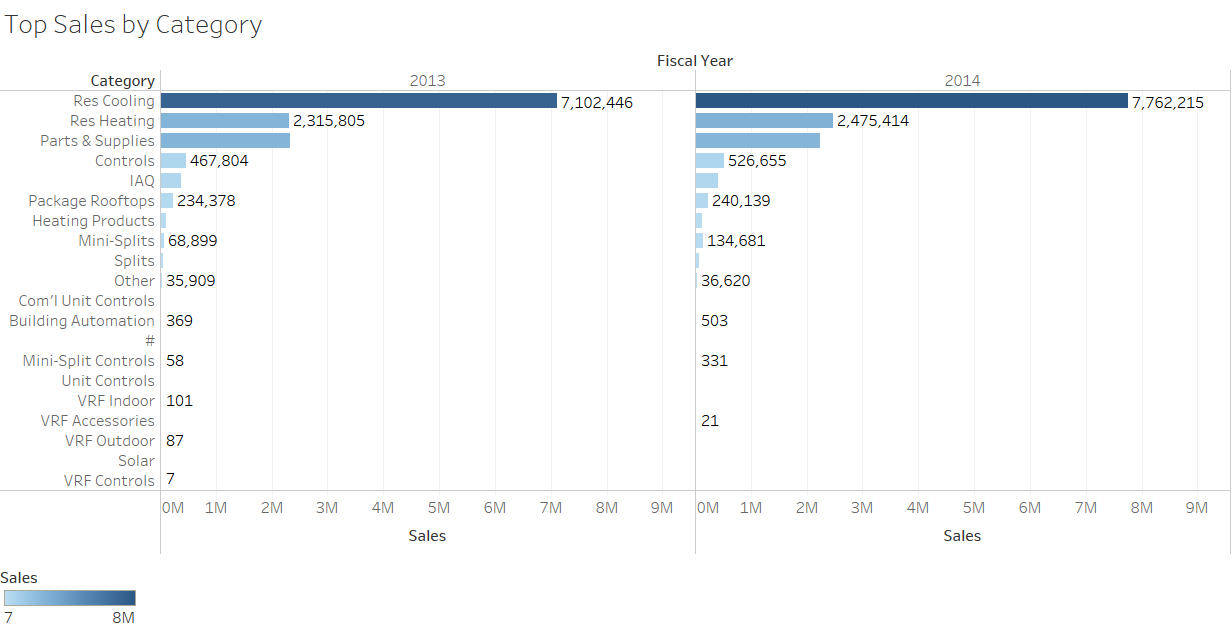 Top Sales by Category
Fiscal Year
Category 2013 2014
Res Cooling 7,102,446 7,762,215
Res Heating 2,315,805 2,475,414
Parts & Supplies
Controls 467,804 526,655
IAQ
Package Rooftops 234,378 240,139
Heating Products
Mini-Splits 68,899 134,681
Splits
Other 35,909 36,620
Com'l Unit Controls
Building Automation 369 503
#
Mini-Split Controls 58 331
Unit Controls
VRF Indoor 101
VRF Accessories 21
VRF Outdoor 87
Solar
VRF Controls 7
0M 1M 2M 3M 4M 5M 6M 7M 8M 9M 0M 1M 2M 3M 4M 5M 6M 7M 8M 9M
Sales Sales
Sales
7 8M